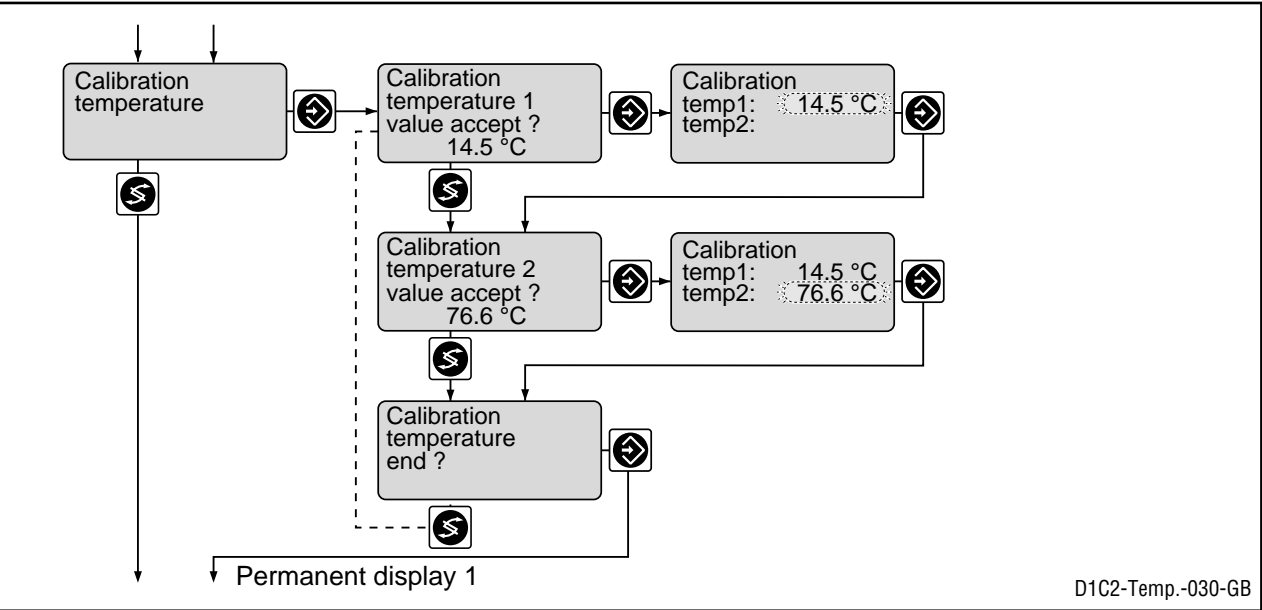 Calibration
temperature
Calibration
temperature 1
value accept ?
14.5 °C
Calibration
temp1: 14.5 °C
temp2:
Calibration
temperature 2
value accept ?
76.6 °C
Calibration
temp1: 14.5 °C
temp2: 76.6 °C
Calibration
temperature
end ?
Permanent display 1
D1C2-Temp.-030-GB